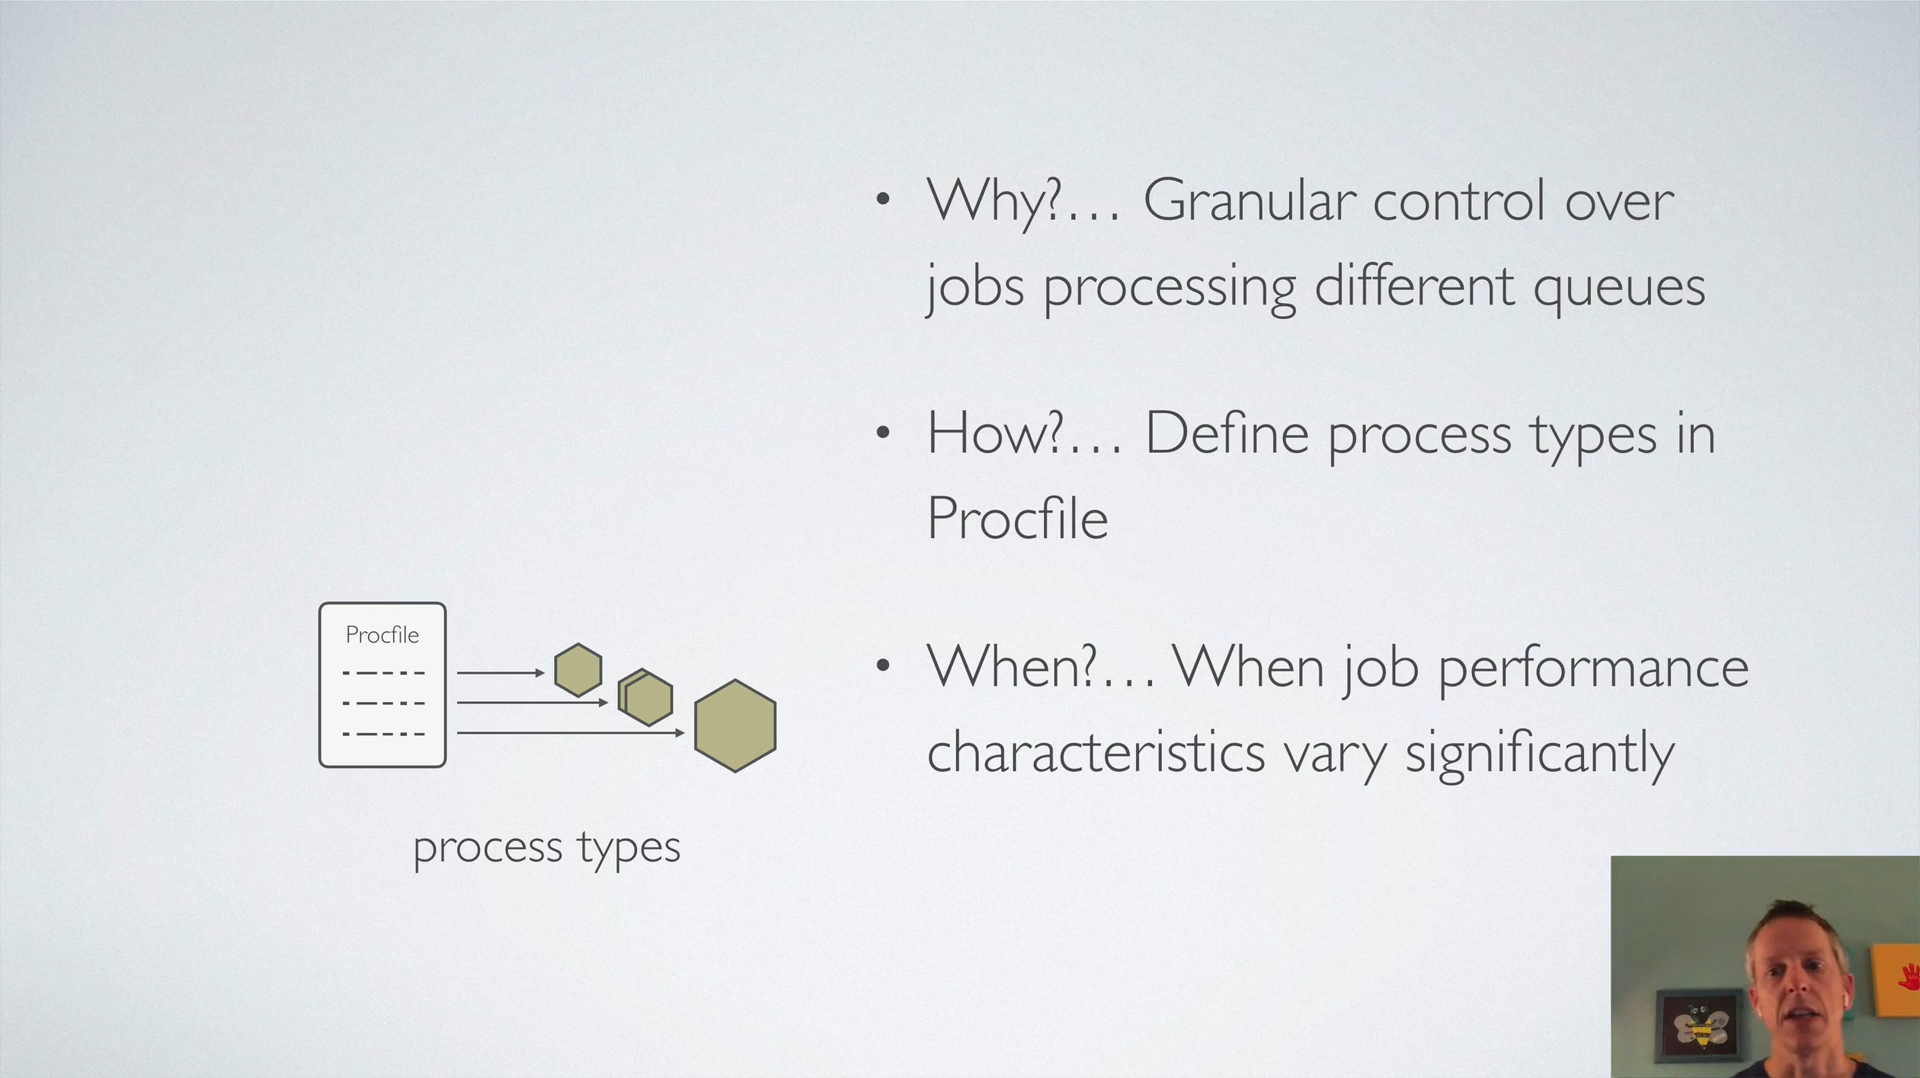 • Why?… Granular control over
jobs processing different queues
• How?… Define process types in
Procfile
• When?… When job performance
characteristics vary significantly
Procfile
process types